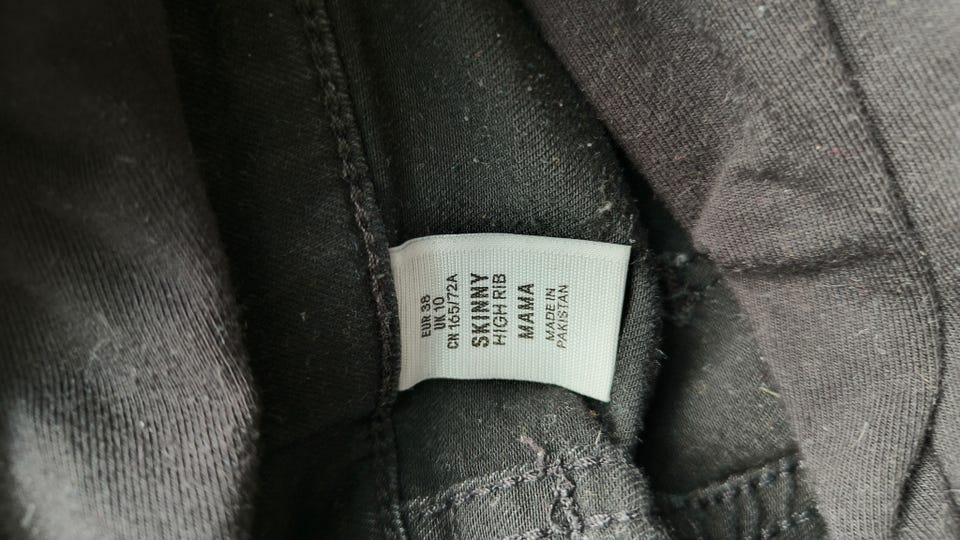 EUR 38
UK 10
CN 165/72A
SKINNY
HIGH RIB
MAMA
MADE IN
PAKISTAN